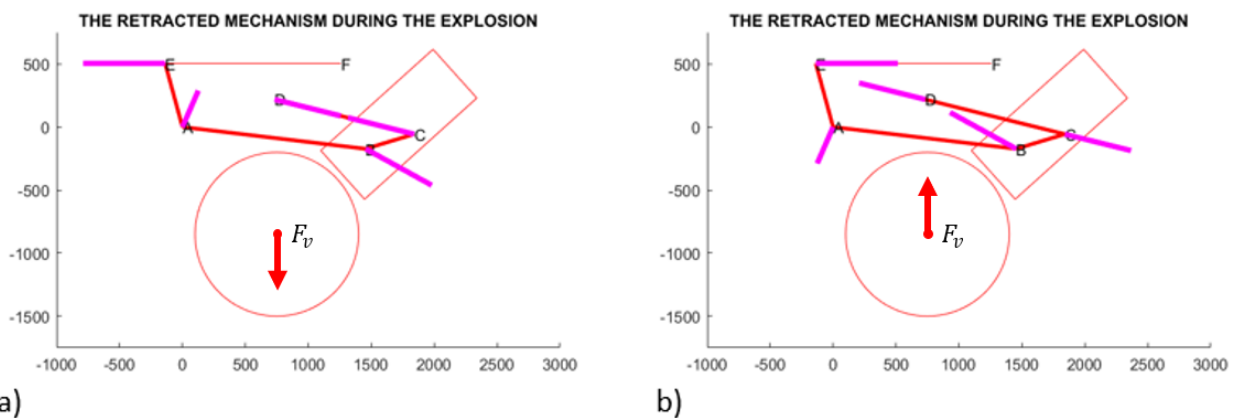 THE RETRACTED MECHANISM DURING THE EXPLOSION
500
0
-500
-1000
-1500
-1000 -500 0 500 1000 1500 2000 2500 3000
E
F
D
A
C
F_v
a)
THE RETRACTED MECHANISM DURING THE EXPLOSION
500
0
-500
-1000
-1500
-1000 -500 0 500 1000 1500 2000 2500 3000
E
F
D
A
C
B
F_v
b)